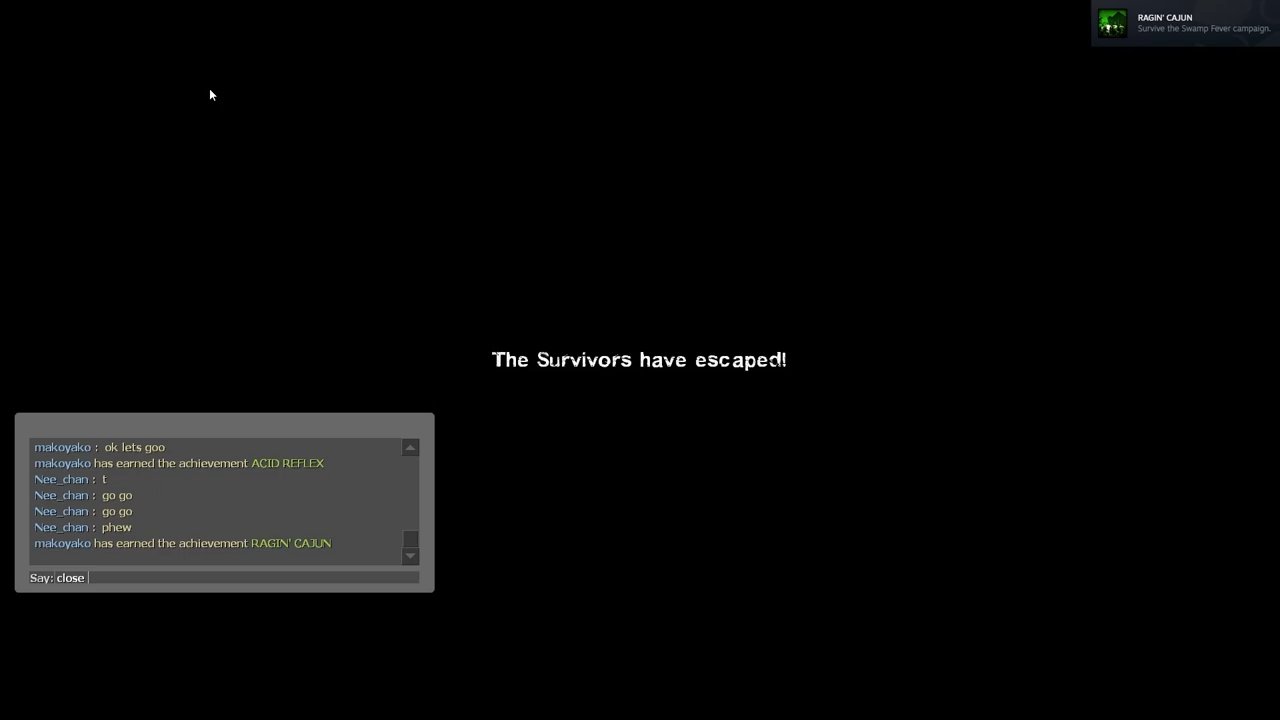 RAGIN' CAJUN
Survive the Swamp Fever campaign.
The Survivors have escaped!
makoyako : ok lets goo
makoyako has earned the achievement ACID REFLEX
Nee_chan : t
Nee_chan : go go
Nee_chan : go go
Nee_chan : phew
makoyako has earned the achievement RAGIN' CAJUN
Say: close